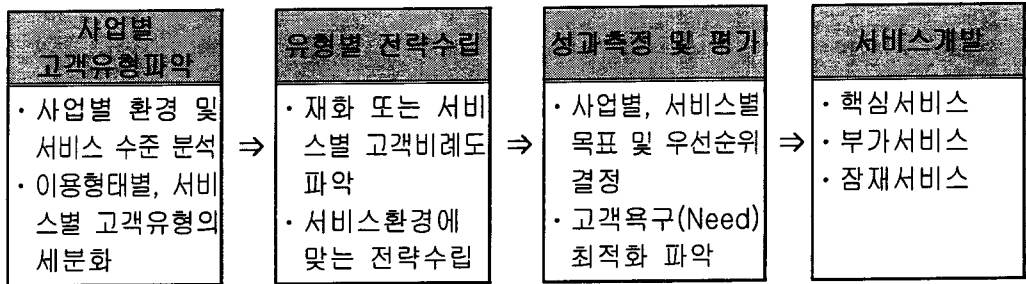 사업별
고객유형파악
· 사업별 환경 및
서비스 수준 분석
· 이용형태별, 서비
스별 고객유형의
세분화
⇒
유형별 전략수립
· 재화 또는 서비
스별 고객비례도
파악
· 서비스환경에
맞는 전략수립
⇒
성과측정 및 평가
· 사업별, 서비스별
목표 및 우선순위
결정
· 고객욕구(Need)
최적화 파악
⇒
서비스개발
· 핵심서비스
· 부가서비스
· 잠재서비스